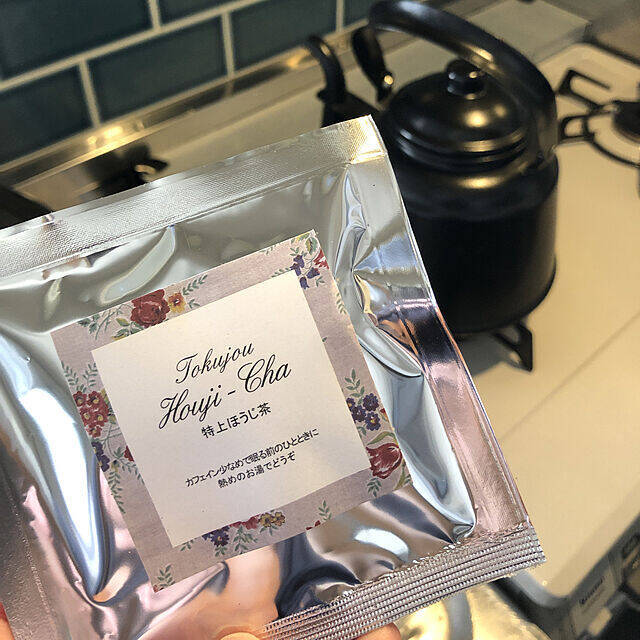 Tokujou
Houji-Cha
特上ほうじ茶
カフェイン少なめで眠る前のひとときに
熱めのお湯でどうぞ